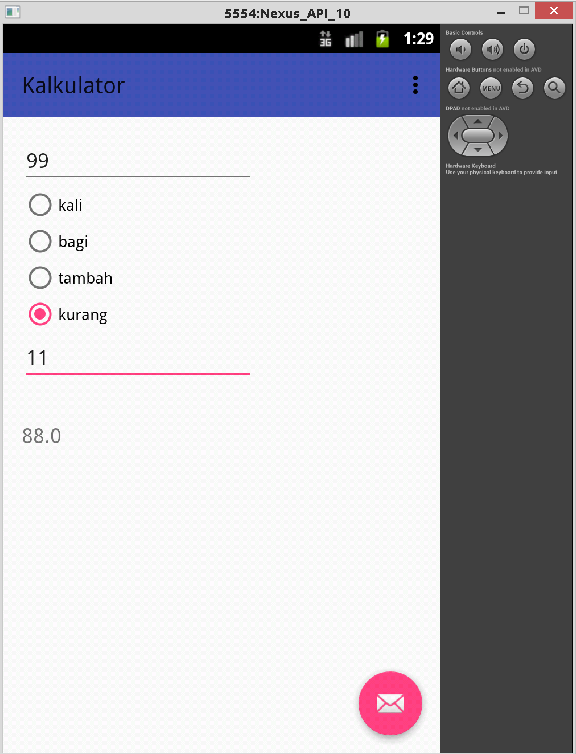 5554:Nexus_API_10
3G
1:29
Kalkulator
99
kali
bagi
tambah
kurang
11
88.0
Basic Controls
Hardware Buttons not enabled in AVD
MENU
DPAD not enabled in AVD
Hardware Keyboard
Use your physical keyboard to provide input